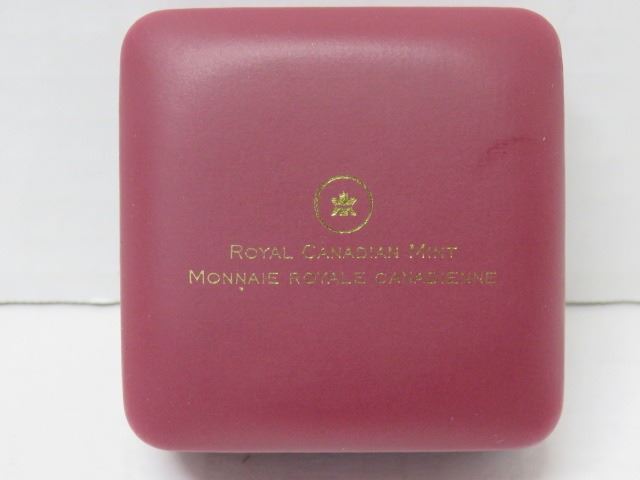 ROYAL CANADIAN MINT
MONNAIE ROYALE CANADIENNE